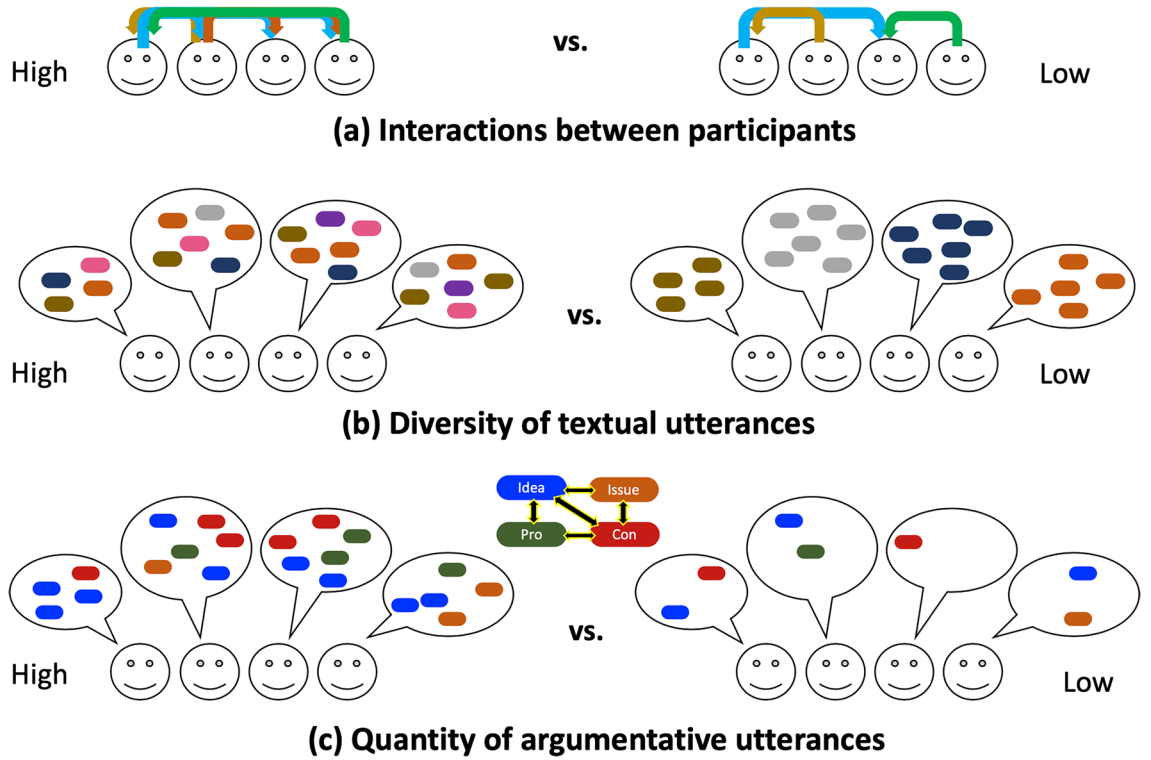 High
vs.
Low
(a) Interactions between participants
High
vs.
Low
(b) Diversity of textual utterances
Idea
Issue
Pro
Con
High
vs.
Low
(c) Quantity of argumentative utterances